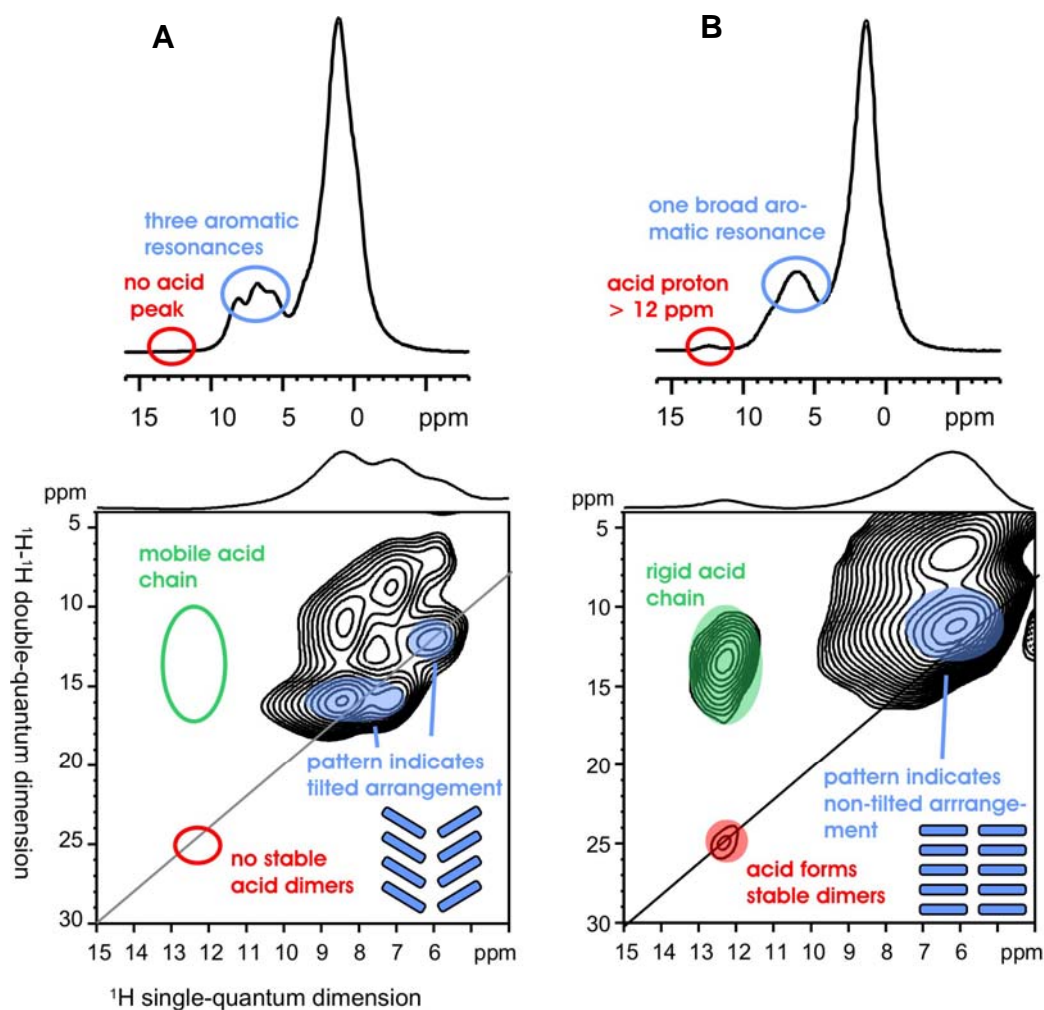 A
three aromatic
resonances
no acid
peak
15 10 5 0 ppm
B
one broad aro-
matic resonance
acid proton
> 12 ppm
15 10 5 0 ppm
ppm
5
10
15
20
25
30
¹H-¹H double-quantum dimension
mobile acid
chain
pattern indicates
tilted arrangement
no stable
acid dimers
15 14 13 12 11 10 9 8 7 6 ppm
¹H single-quantum dimension
ppm
5
10
15
20
25
30
rigid acid
chain
pattern indicates
non-tilted arrrange-
ment
acid forms
stable dimers
15 14 13 12 11 10 9 8 7 6 ppm